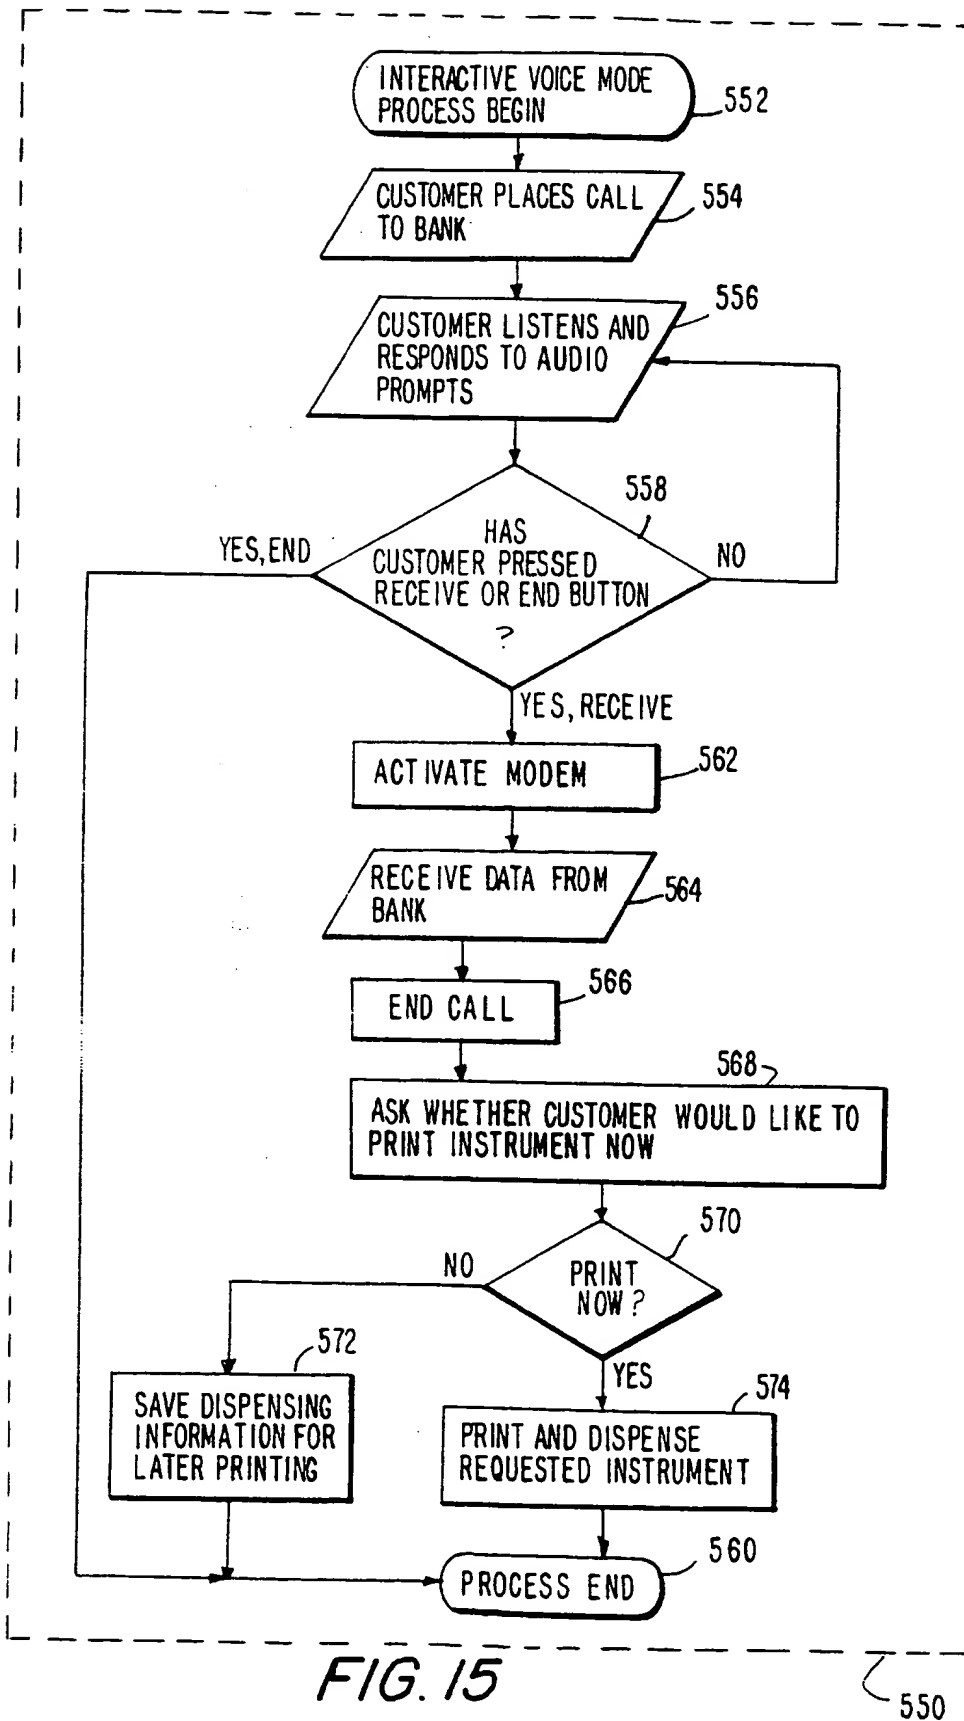 INTERACTIVE VOICE MODE
PROCESS BEGIN
552
CUSTOMER PLACES CALL
TO BANK
554
556
CUSTOMER LISTENS AND
RESPONDS TO AUDIO
PROMPTS
558
HAS
CUSTOMER PRESSED
RECEIVE OR END BUTTON
?
YES, END
NO
YES, RECEIVE
ACTIVATE MODEM
562
RECEIVE DATA FROM
BANK
564
END CALL
566
568
ASK WHETHER CUSTOMER WOULD LIKE TO
PRINT INSTRUMENT NOW
570
PRINT
NOW?
NO
YES
572
SAVE DISPENSING
INFORMATION FOR
LATER PRINTING
574
PRINT AND DISPENSE
REQUESTED INSTRUMENT
560
PROCESS END
FIG. 15
550